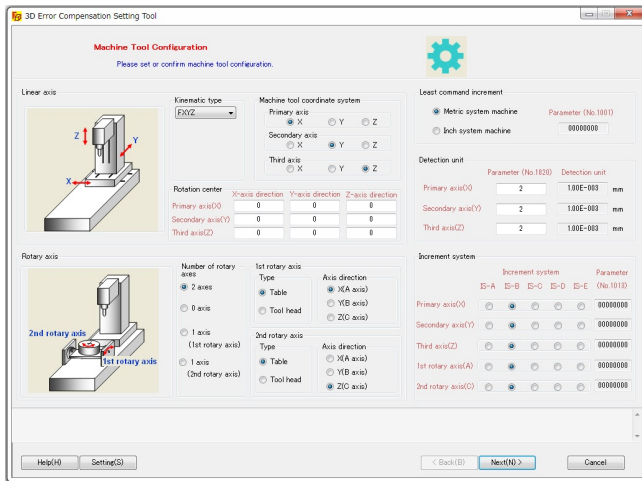 3D Error Compensation Setting Tool
Machine Tool Configuration
Please set or confirm machine tool configuration.
Linear axis
Z
Y
X
Kinematic type
FXYZ
Machine tool coordinate system
Primary axis
X Y Z
Secondary axis
X Y Z
Third axis
X Y Z
Rotation center
X-axis direction Y-axis direction Z-axis direction
Primary axis(X) 0 0 0
Secondary axis(Y) 0 0 0
Third axis(Z) 0 0 0
Least command increment
Metric system machine
Inch system machine
Parameter (No.1001)
00000000
Detection unit
Parameter (No.1820) Detection unit
Primary axis(X) 2 1.00E-003 mm
Secondary axis(Y) 2 1.00E-003 mm
Third axis(Z) 2 1.00E-003 mm
Rotary axis
2nd rotary axis
1st rotary axis
Number of rotary
axes
2 axes
0 axis
1 axis
(1st rotary axis)
1 axis
(2nd rotary axis)
1st rotary axis
Type
Table
Tool head
Axis direction
X(A axis)
Y(B axis)
Z(C axis)
2nd rotary axis
Type
Table
Tool head
Axis direction
X(A axis)
Y(B axis)
Z(C axis)
Increment system
Increment system Parameter
IS-A IS-B IS-C IS-D IS-E (No.1013)
Primary axis(X) 00000000
Secondary axis(Y) 00000000
Third axis(Z) 00000000
1st rotary axis(A) 00000000
2nd rotary axis(C) 00000000
Help(H) Setting(S) < Back(B) Next(N) > Cancel